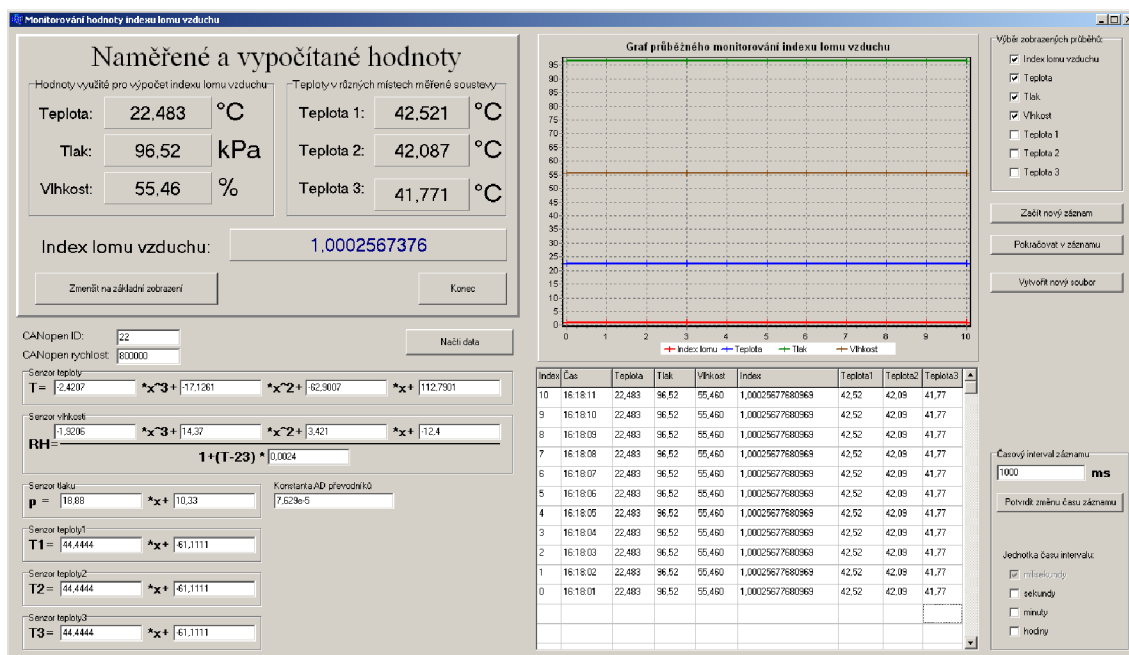 Monitorování hodnoty indexu lomu vzduchu
Naměřené a vypočítané hodnoty
Hodnoty využité pro výpočet indexu lomu vzduchu
Teplota: 22,483 °C
Tlak: 96,52 kPa
Vlhkost: 55,46 %
Teploty v různých místech měřené soustavy
Teplota 1: 42,521 °C
Teplota 2: 42,087 °C
Teplota 3: 41,771 °C
Index lomu vzduchu: 1,0002567376
Zmenšit na základní zobrazení
Konec
CANopen ID: 22
CANopen rychlost: 800000
Načti data
Senzor teploty
T = -2,4207 *x^3 + -17,1261 *x^2 + -62,9007 *x + 112,7901
Senzor vlhkosti
RH= -1,9206 *x^3 + 14,37 *x^2 + 3,421 *x + -12,4
1+(T-23) * 0,0024
Senzor tlaku
p = 18,88 *x + 10,33
Konstanta AD převodníků
7,629e-5
Senzor teploty1
T1 = 44,4444 *x + -61,1111
Senzor teploty2
T2 = 44,4444 *x + -61,1111
Senzor teploty3
T3 = 44,4444 *x + -61,1111
Graf průběžného monitorování indexu lomu vzduchu
95
90
85
80
75
70
65
60
55
50
45
40
35
30
25
20
15
10
5
0
0 1 2 3 4 5 6 7 8 9 10
Index lomu Teplota Tlak Vlhkost
Index Čas Teplota Tlak Vlhkost Index Teplota1 Teplota2 Teplota3
10 16:18:11 22,483 96,52 55,460 1,00025677680969 42,52 42,09 41,77
9 16:18:10 22,483 96,52 55,460 1,00025677680969 42,52 42,09 41,77
8 16:18:09 22,483 96,52 55,460 1,00025677680969 42,52 42,09 41,77
7 16:18:08 22,483 96,52 55,460 1,00025677680969 42,52 42,09 41,77
6 16:18:07 22,483 96,52 55,460 1,00025677680969 42,52 42,09 41,77
5 16:18:06 22,483 96,52 55,460 1,00025677680969 42,52 42,09 41,77
4 16:18:05 22,483 96,52 55,460 1,00025677680969 42,52 42,09 41,77
3 16:18:04 22,483 96,52 55,460 1,00025677680969 42,52 42,09 41,77
2 16:18:03 22,483 96,52 55,460 1,00025677680969 42,52 42,09 41,77
1 16:18:02 22,483 96,52 55,460 1,00025677680969 42,52 42,09 41,77
0 16:18:01 22,483 96,52 55,460 1,00025677680969 42,52 42,09 41,77
Výběr zobrazených průběhů:
Index lomu vzduchu
Teplota
Tlak
Vlhkost
Teplota 1
Teplota 2
Teplota 3
Začít nový záznam
Pokračovat v záznamu
Vytvořit nový soubor
Časový interval záznamu
1000 ms
Potvrdit změnu času záznamu
Jednotka času intervalu:
milisekundy
sekundy
minuty
hodiny